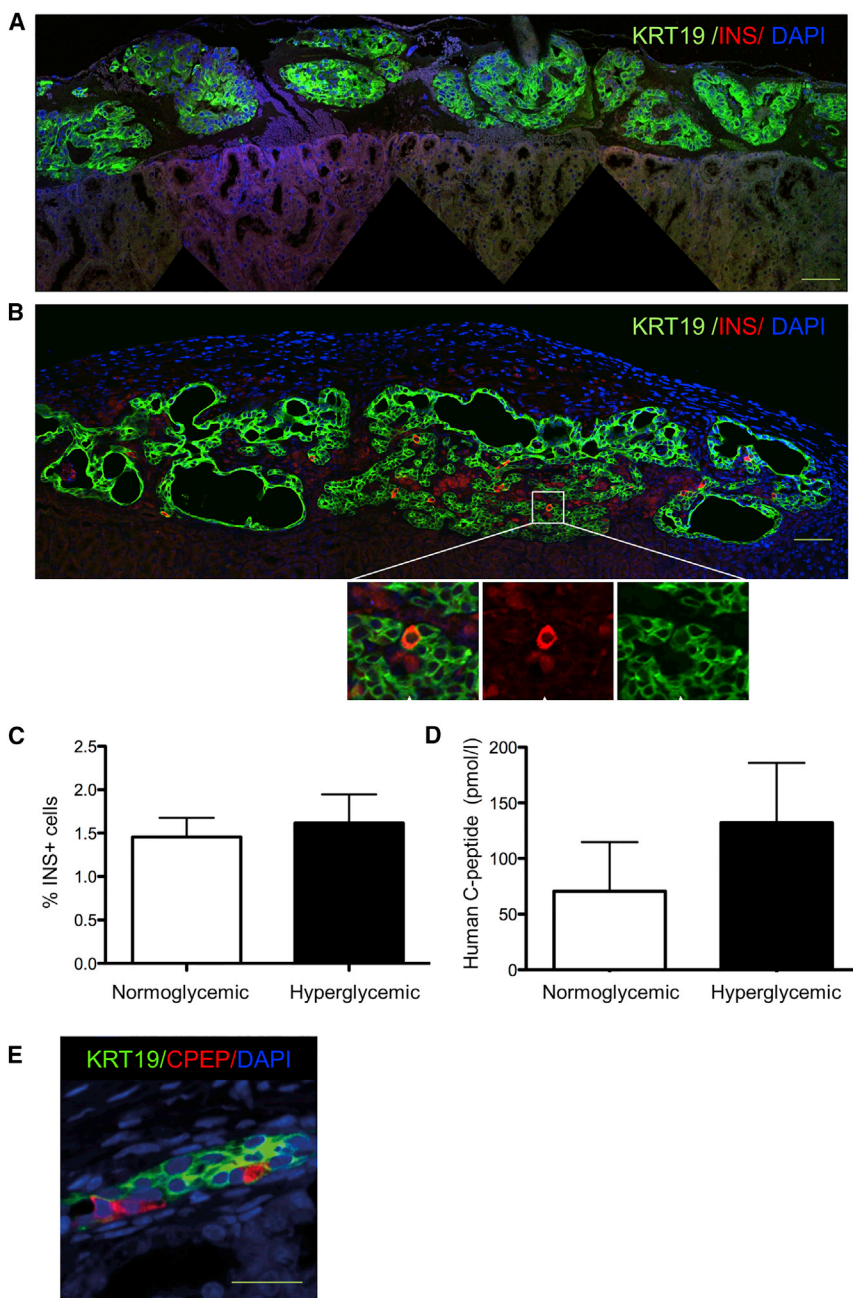 A
KRT19 /INS/ DAPI
B
KRT19 /INS/ DAPI
C
% INS+ cells
2.5
2.0
1.5
1.0
0.5
0.0
Normoglycemic
Hyperglycemic
D
Human C-peptide (pmol/l)
200
150
100
50
0
Normoglycemic
Hyperglycemic
E
KRT19/CPEP/DAPI